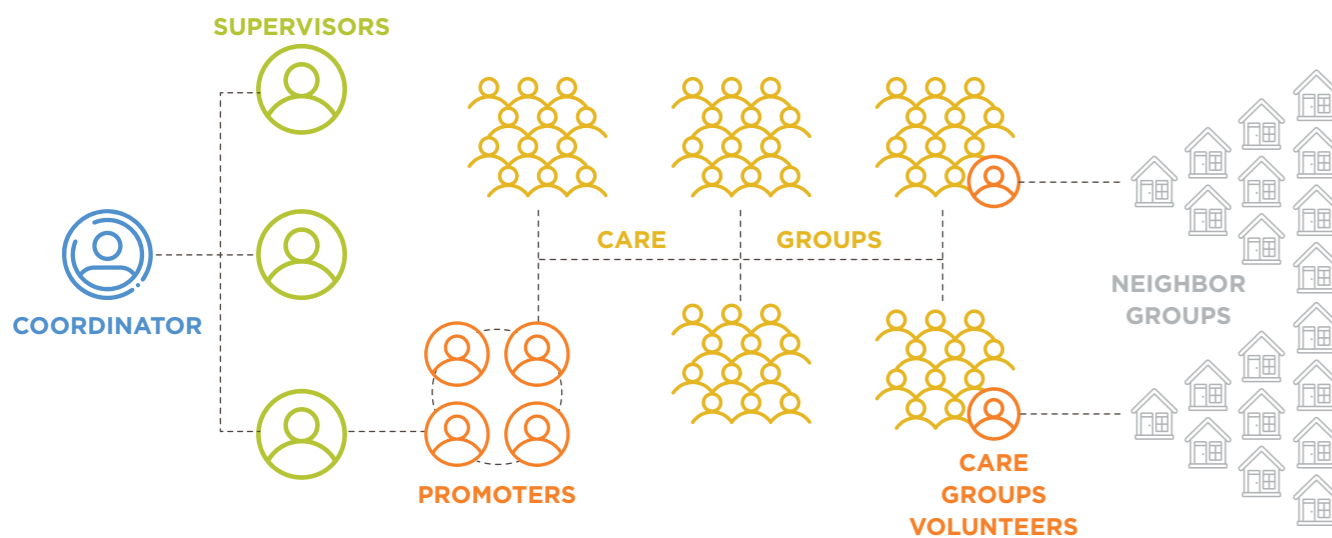 SUPERVISORS
CARE GROUPS
COORDINATOR
NEIGHBOR
GROUPS
PROMOTERS
CARE
GROUPS
VOLUNTEERS